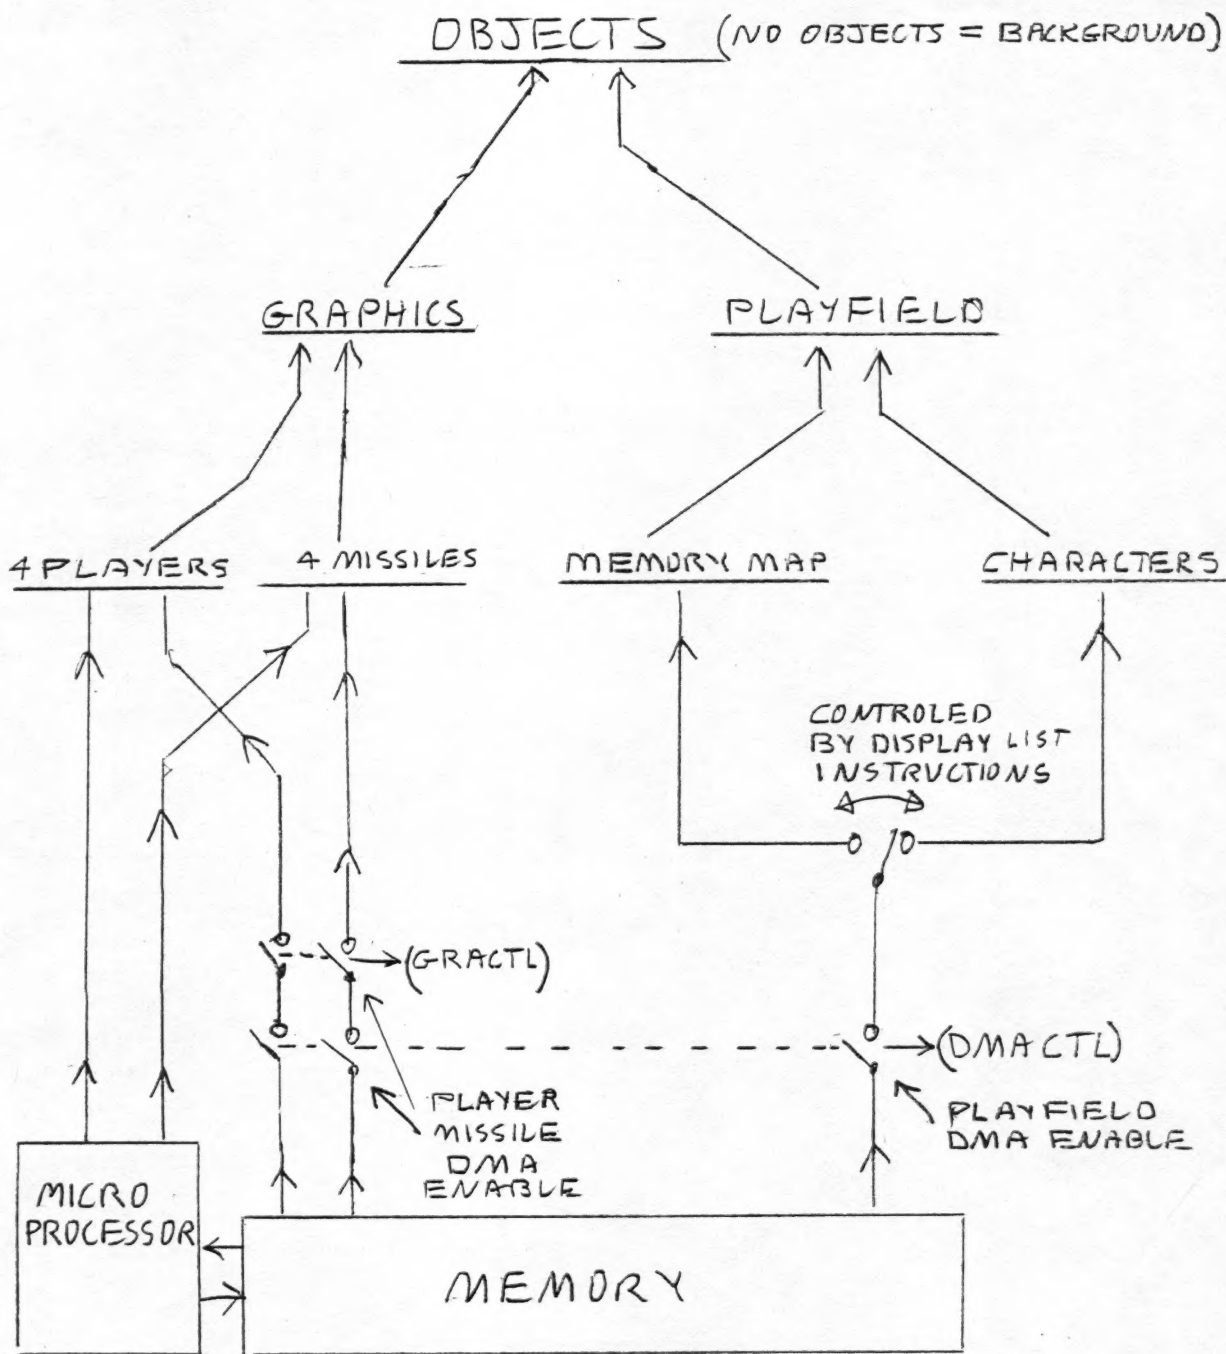 OBJECTS (NO OBJECTS = BACKGROUND)
GRAPHICS
PLAYFIELD
4 PLAYERS
4 MISSILES
MEMORY MAP
CHARACTERS
CONTROLED
BY DISPLAY LIST
INSTRUCTIONS
(GRACTL)
(DMACTL)
PLAYER
MISSILE
DMA
ENABLE
PLAYFIELD
DMA ENABLE
MICRO
PROCESSOR
MEMORY